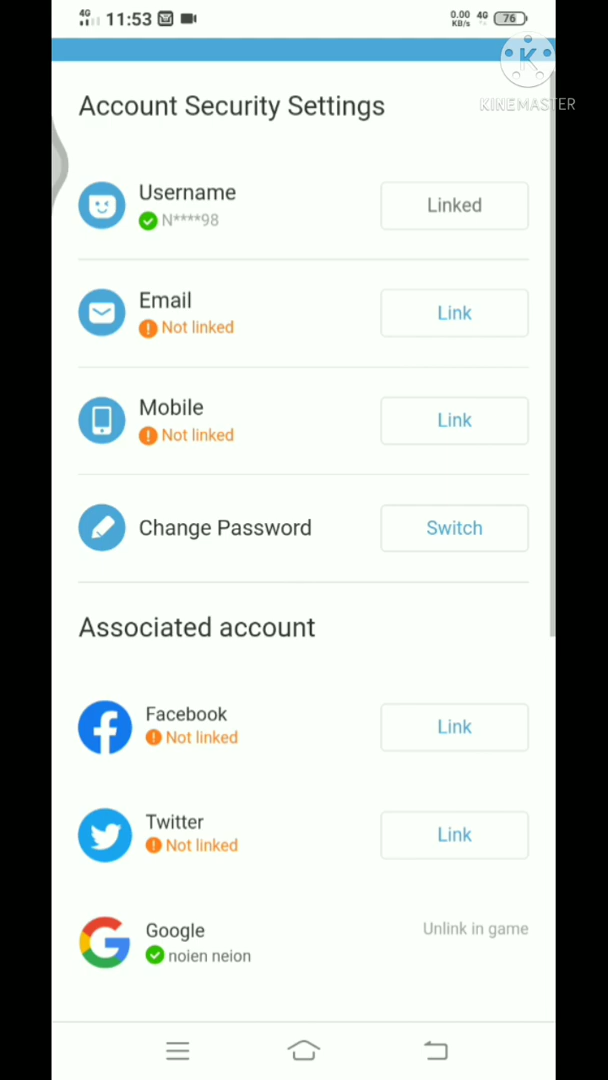 4G 11:53 0.00 KB/s 4G 76
K
KINEMASTER
Account Security Settings
Username
N****98
Linked
Email
! Not linked
Link
Mobile
! Not linked
Link
Change Password
Switch
Associated account
Facebook
! Not linked
Link
Twitter
! Not linked
Link
Google
noien neion
Unlink in game